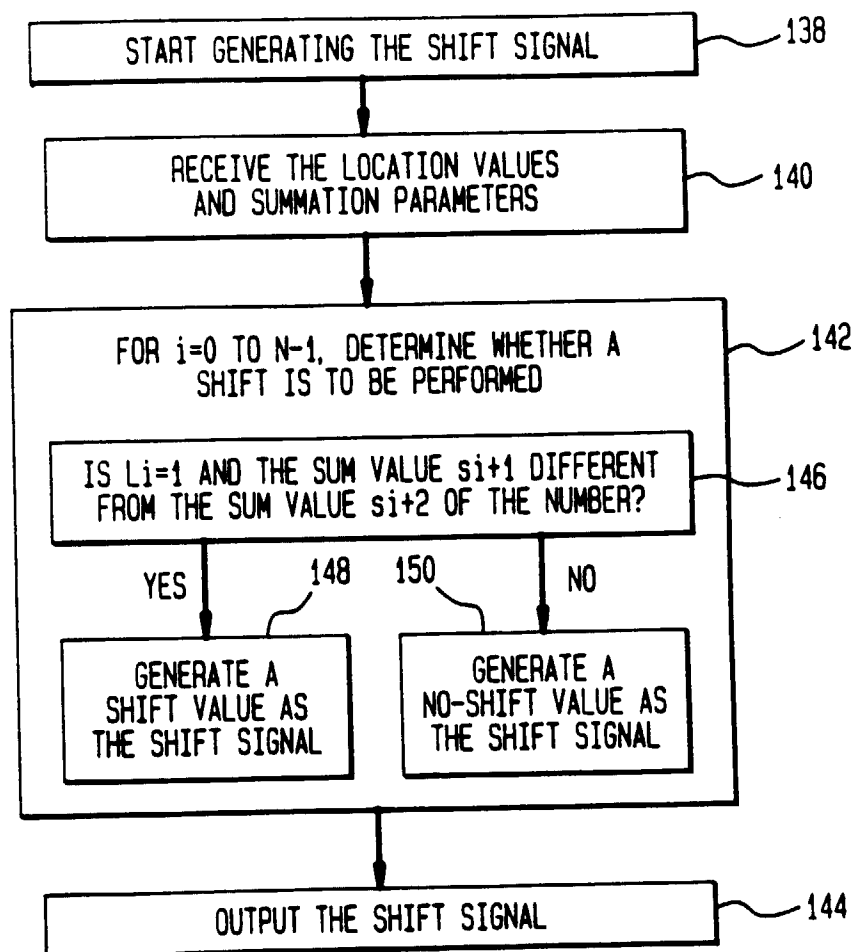 START GENERATING THE SHIFT SIGNAL
138
RECEIVE THE LOCATION VALUES
AND SUMMATION PARAMETERS
140
FOR i=0 TO N-1, DETERMINE WHETHER A
SHIFT IS TO BE PERFORMED
142
IS Li=1 AND THE SUM VALUE si+1 DIFFERENT
FROM THE SUM VALUE si+2 OF THE NUMBER?
146
YES
148
150
NO
GENERATE A
SHIFT VALUE AS
THE SHIFT SIGNAL
GENERATE A
NO-SHIFT VALUE AS
THE SHIFT SIGNAL
OUTPUT THE SHIFT SIGNAL
144